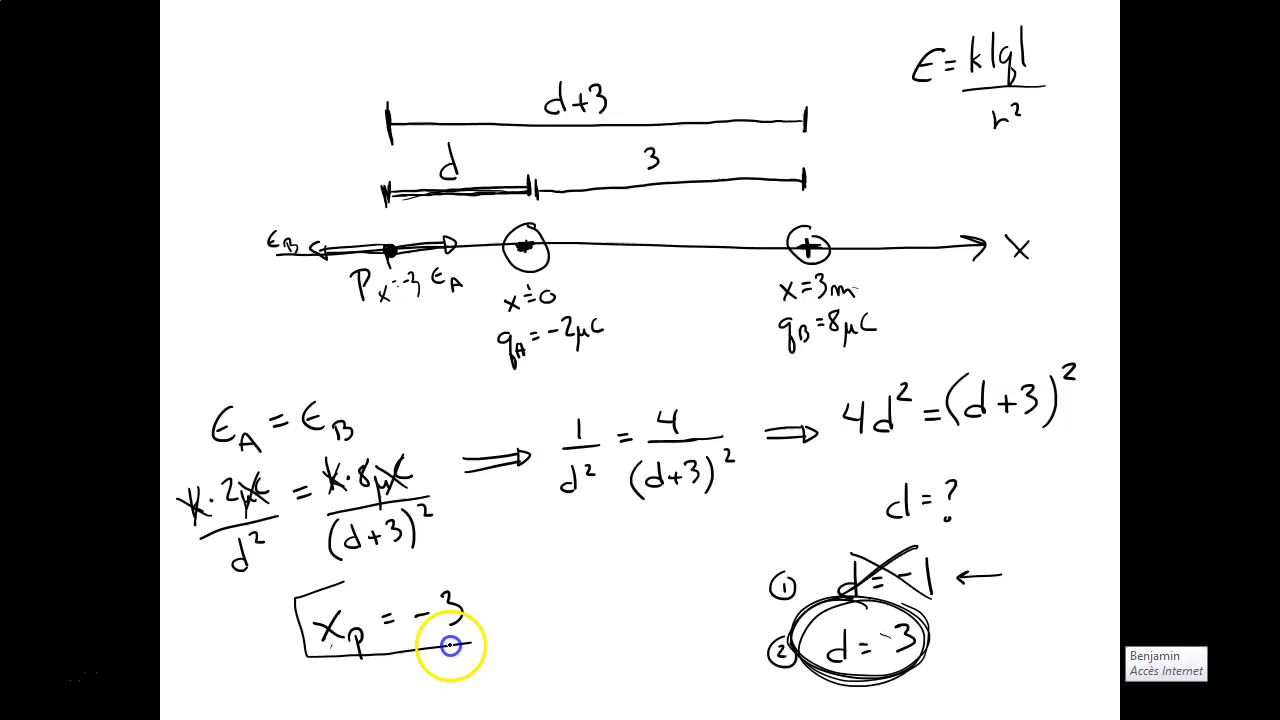 E = k|q| / r²
d+3
d 3
E_B P x=-3 E_A X
x=0 x=3m
q_A=-2μC q_B=8μC
E_A = E_B
k·2μC / d² = k·8μC / (d+3)² ⟹ 1 / d² = 4 / (d+3)² ⟹ 4d² = (d+3)²
d = ?
① d = -1 ←
② d = 3
x_p = -3
Benjamin
Accès Internet